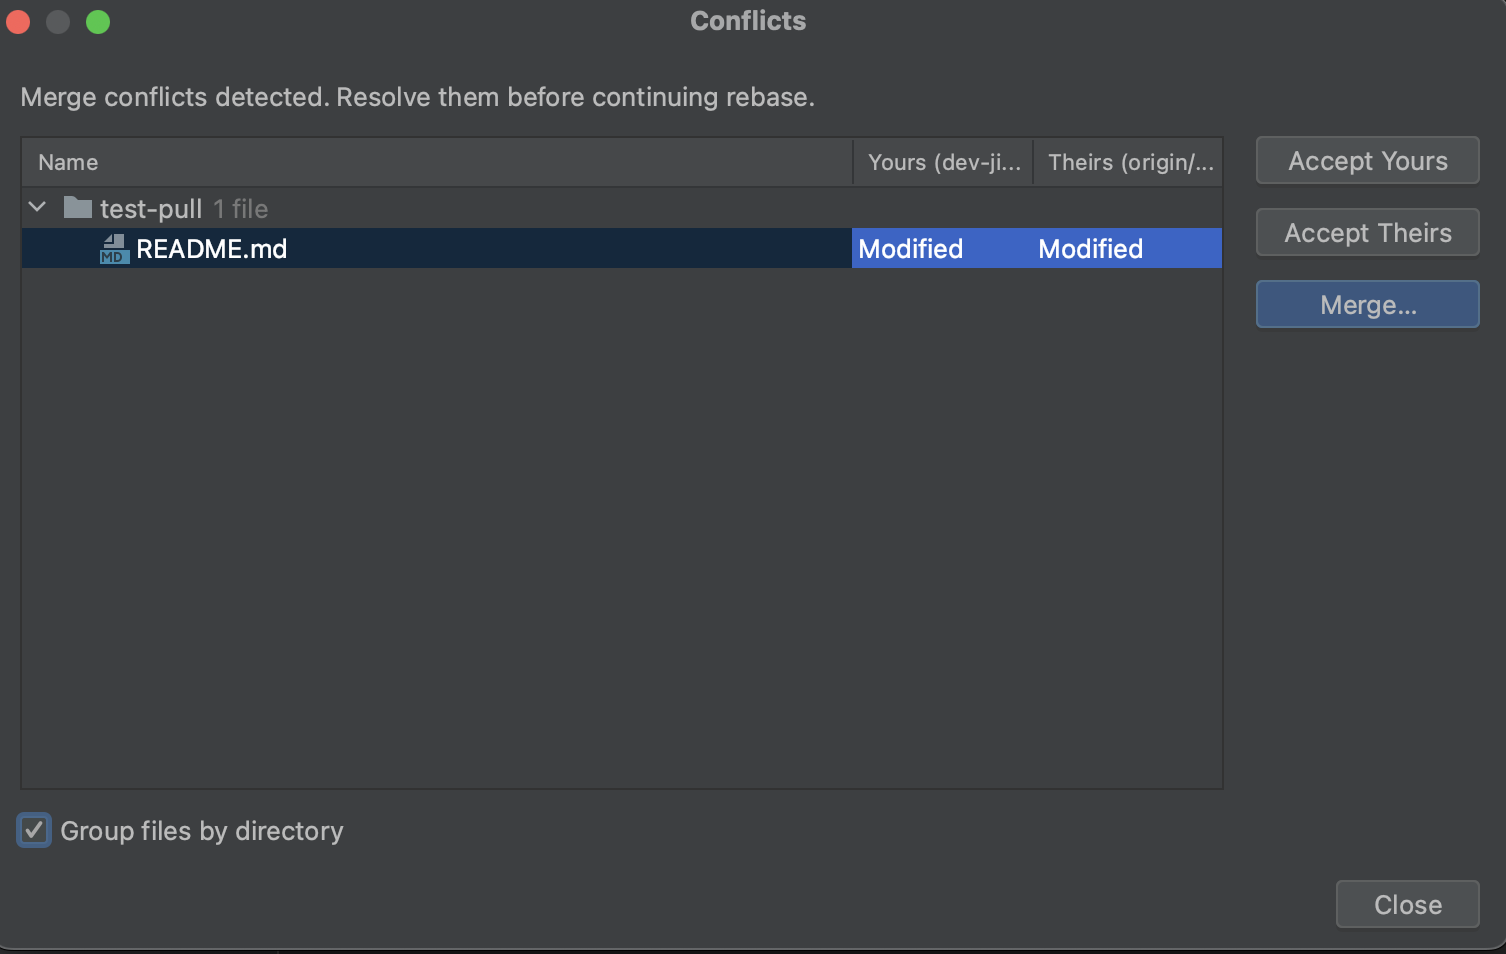 Conflicts
Merge conflicts detected. Resolve them before continuing rebase.
Name Yours (dev-ji... Theirs (origin/...
test-pull 1 file
MD README.md Modified Modified
Accept Yours
Accept Theirs
Merge...
Group files by directory
Close